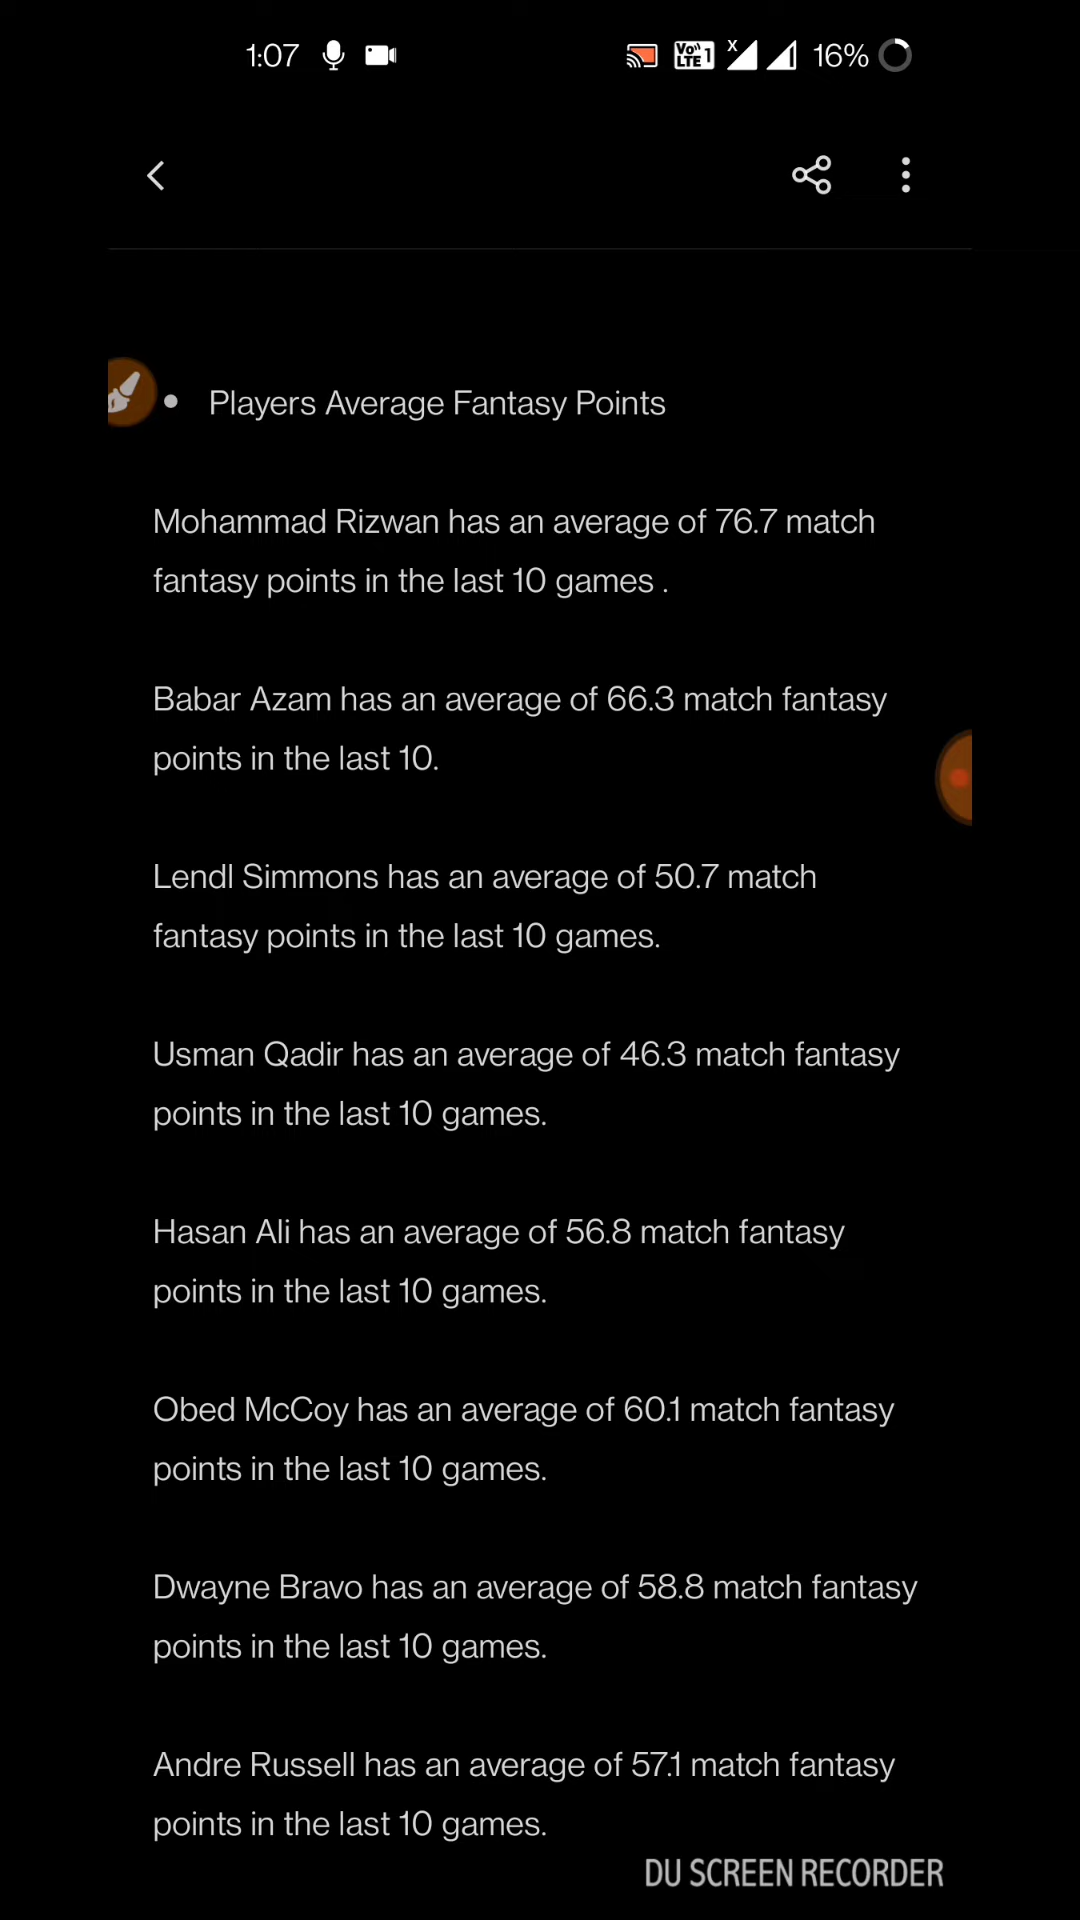 1:07 Vo)) LTE 1 X 16%
Players Average Fantasy Points
Mohammad Rizwan has an average of 76.7 match
fantasy points in the last 10 games .
Babar Azam has an average of 66.3 match fantasy
points in the last 10.
Lendl Simmons has an average of 50.7 match
fantasy points in the last 10 games.
Usman Qadir has an average of 46.3 match fantasy
points in the last 10 games.
Hasan Ali has an average of 56.8 match fantasy
points in the last 10 games.
Obed McCoy has an average of 60.1 match fantasy
points in the last 10 games.
Dwayne Bravo has an average of 58.8 match fantasy
points in the last 10 games.
Andre Russell has an average of 57.1 match fantasy
points in the last 10 games.
DU SCREEN RECORDER